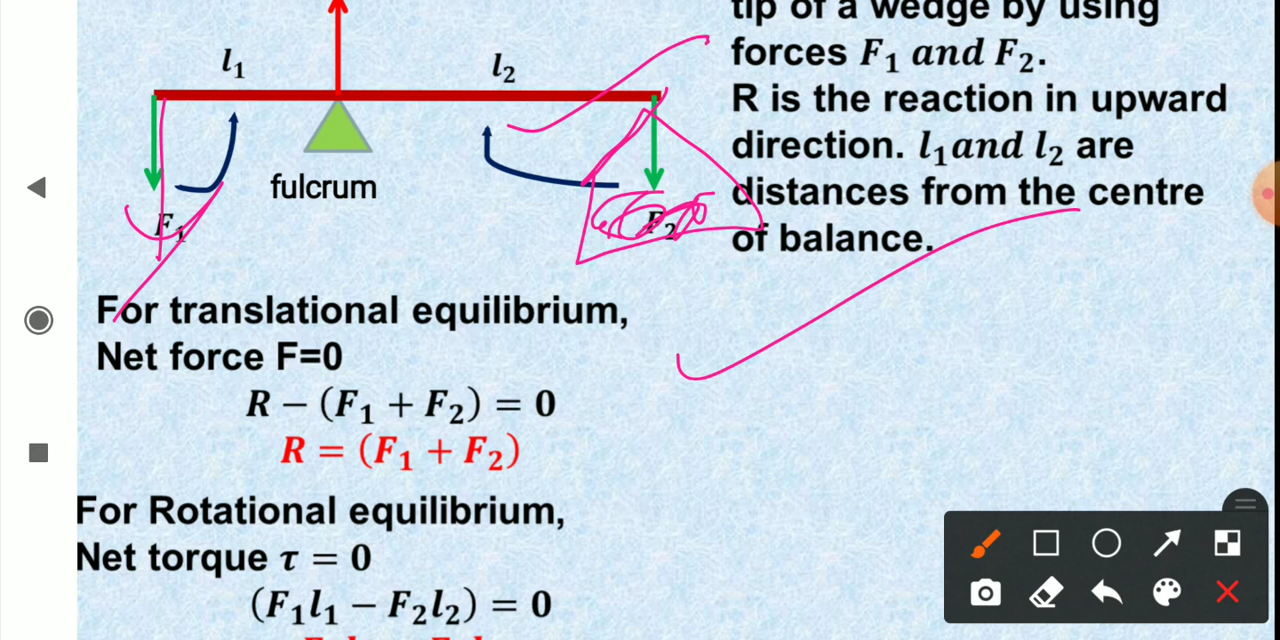 tip of a wedge by using
l₁
l₂
forces F₁ and F₂.
R is the reaction in upward
direction. l₁ and l₂ are
fulcrum
distances from the centre
F₁
F₂
of balance.
For translational equilibrium,
Net force F=0
R − (F₁ + F₂) = 0
R = (F₁ + F₂)
For Rotational equilibrium,
Net torque τ = 0
(F₁l₁ − F₂l₂) = 0